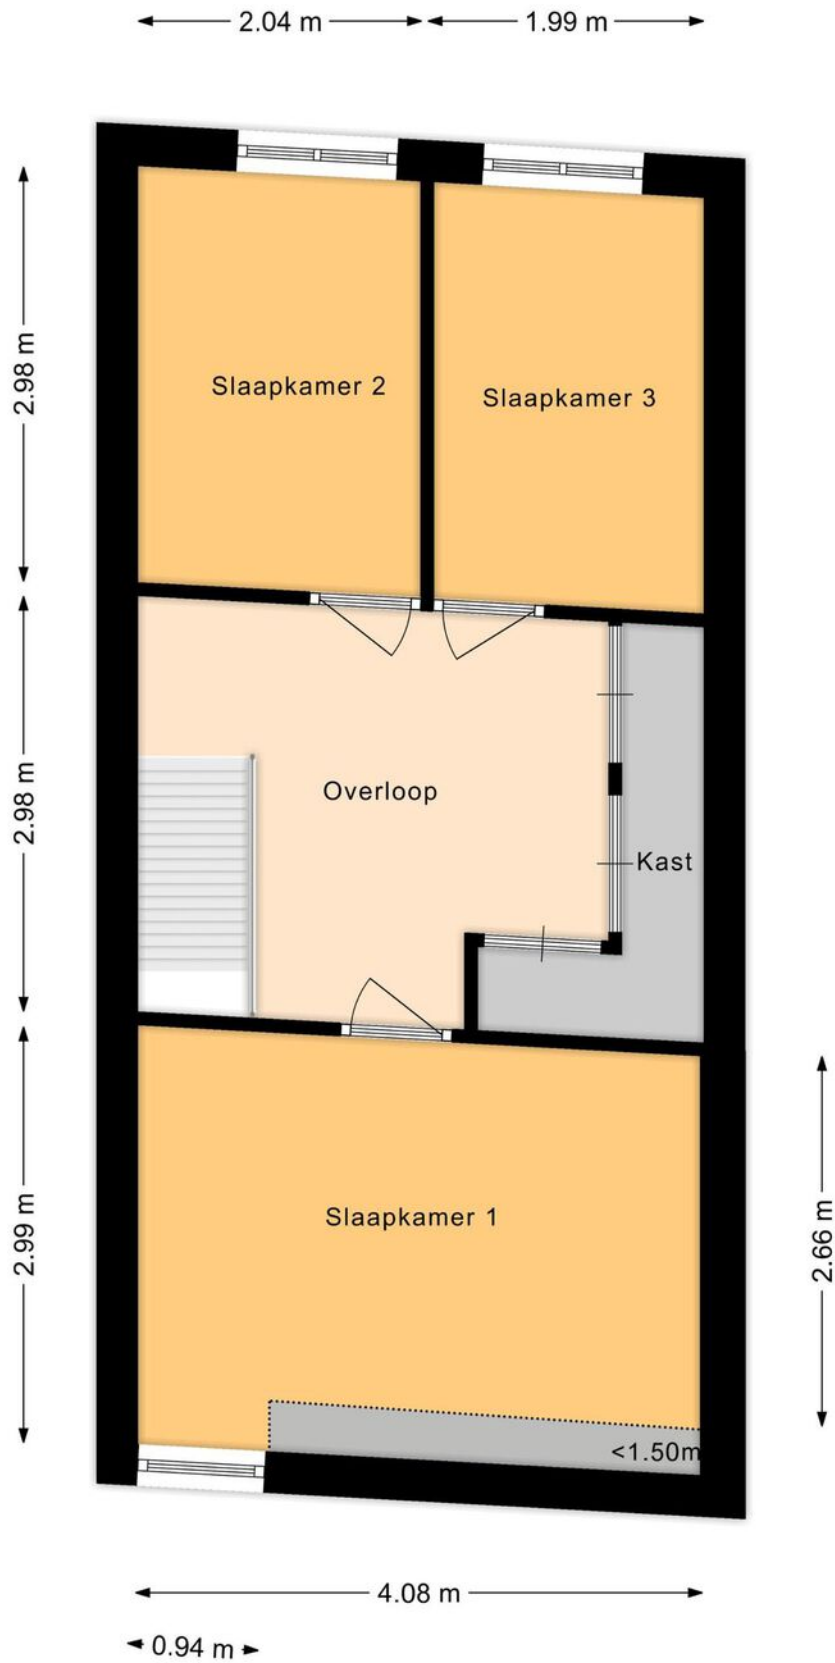 2.04 m
1.99 m
2.98 m
Slaapkamer 2
Slaapkamer 3
2.98 m
Overloop
Kast
2.99 m
Slaapkamer 1
2.66 m
<1.50m
4.08 m
0.94 m